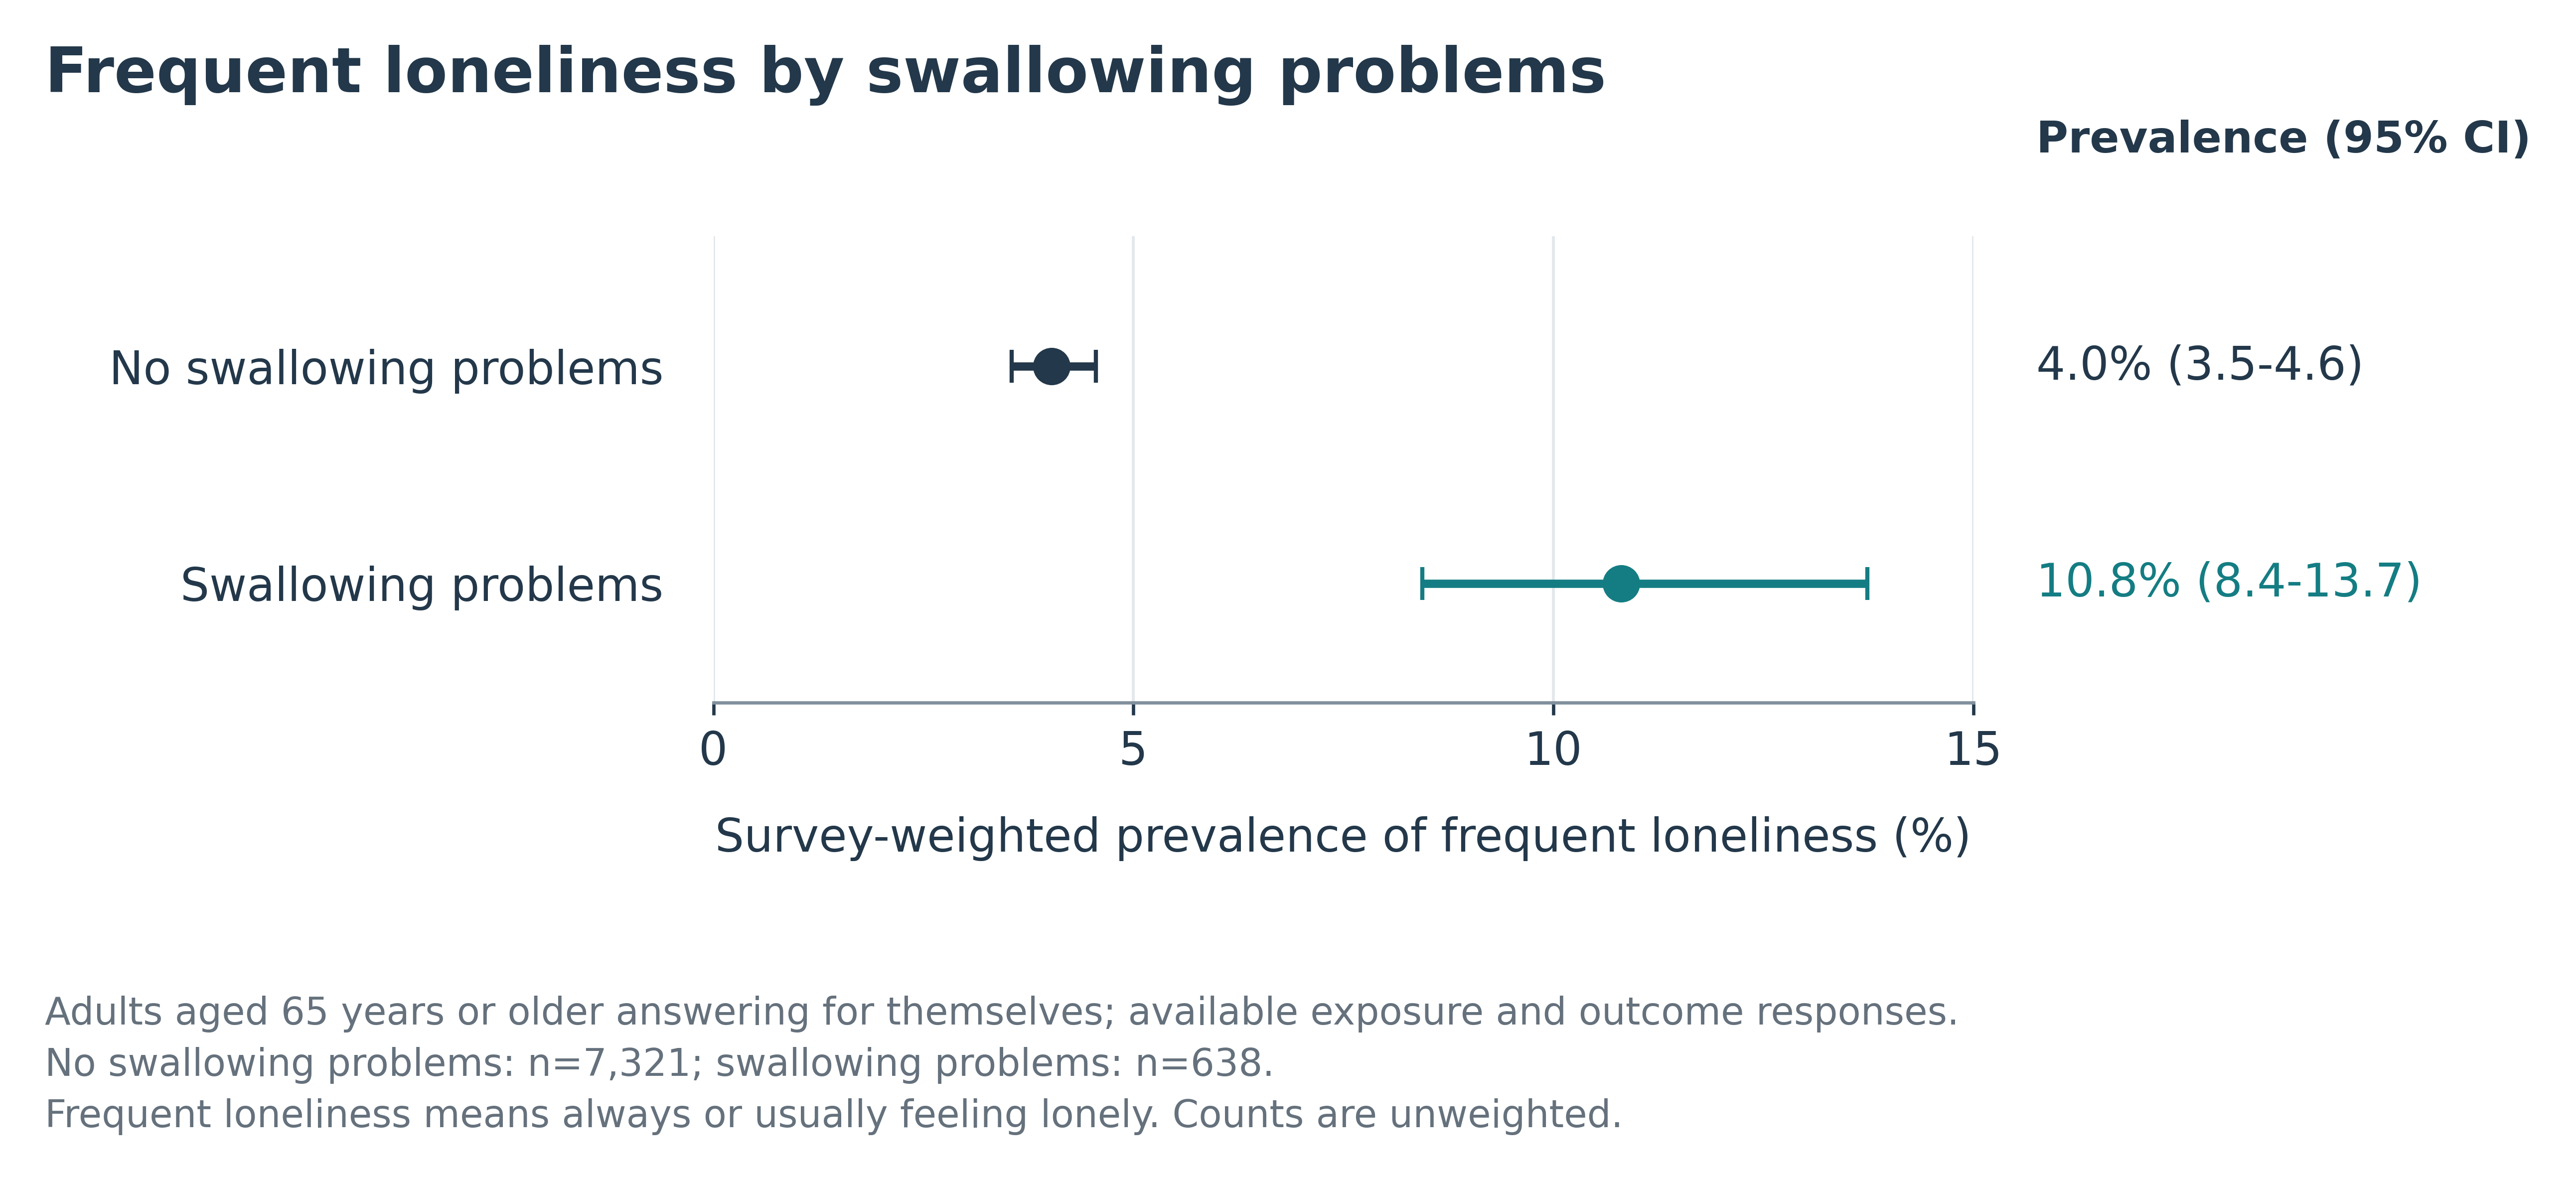 Frequent loneliness by swallowing problems
Prevalence (95% CI)
No swallowing problems
4.0% (3.5-4.6)
Swallowing problems
10.8% (8.4-13.7)
0 5 10 15
Survey-weighted prevalence of frequent loneliness (%)
Adults aged 65 years or older answering for themselves; available exposure and outcome responses.
No swallowing problems: n=7,321; swallowing problems: n=638.
Frequent loneliness means always or usually feeling lonely. Counts are unweighted.